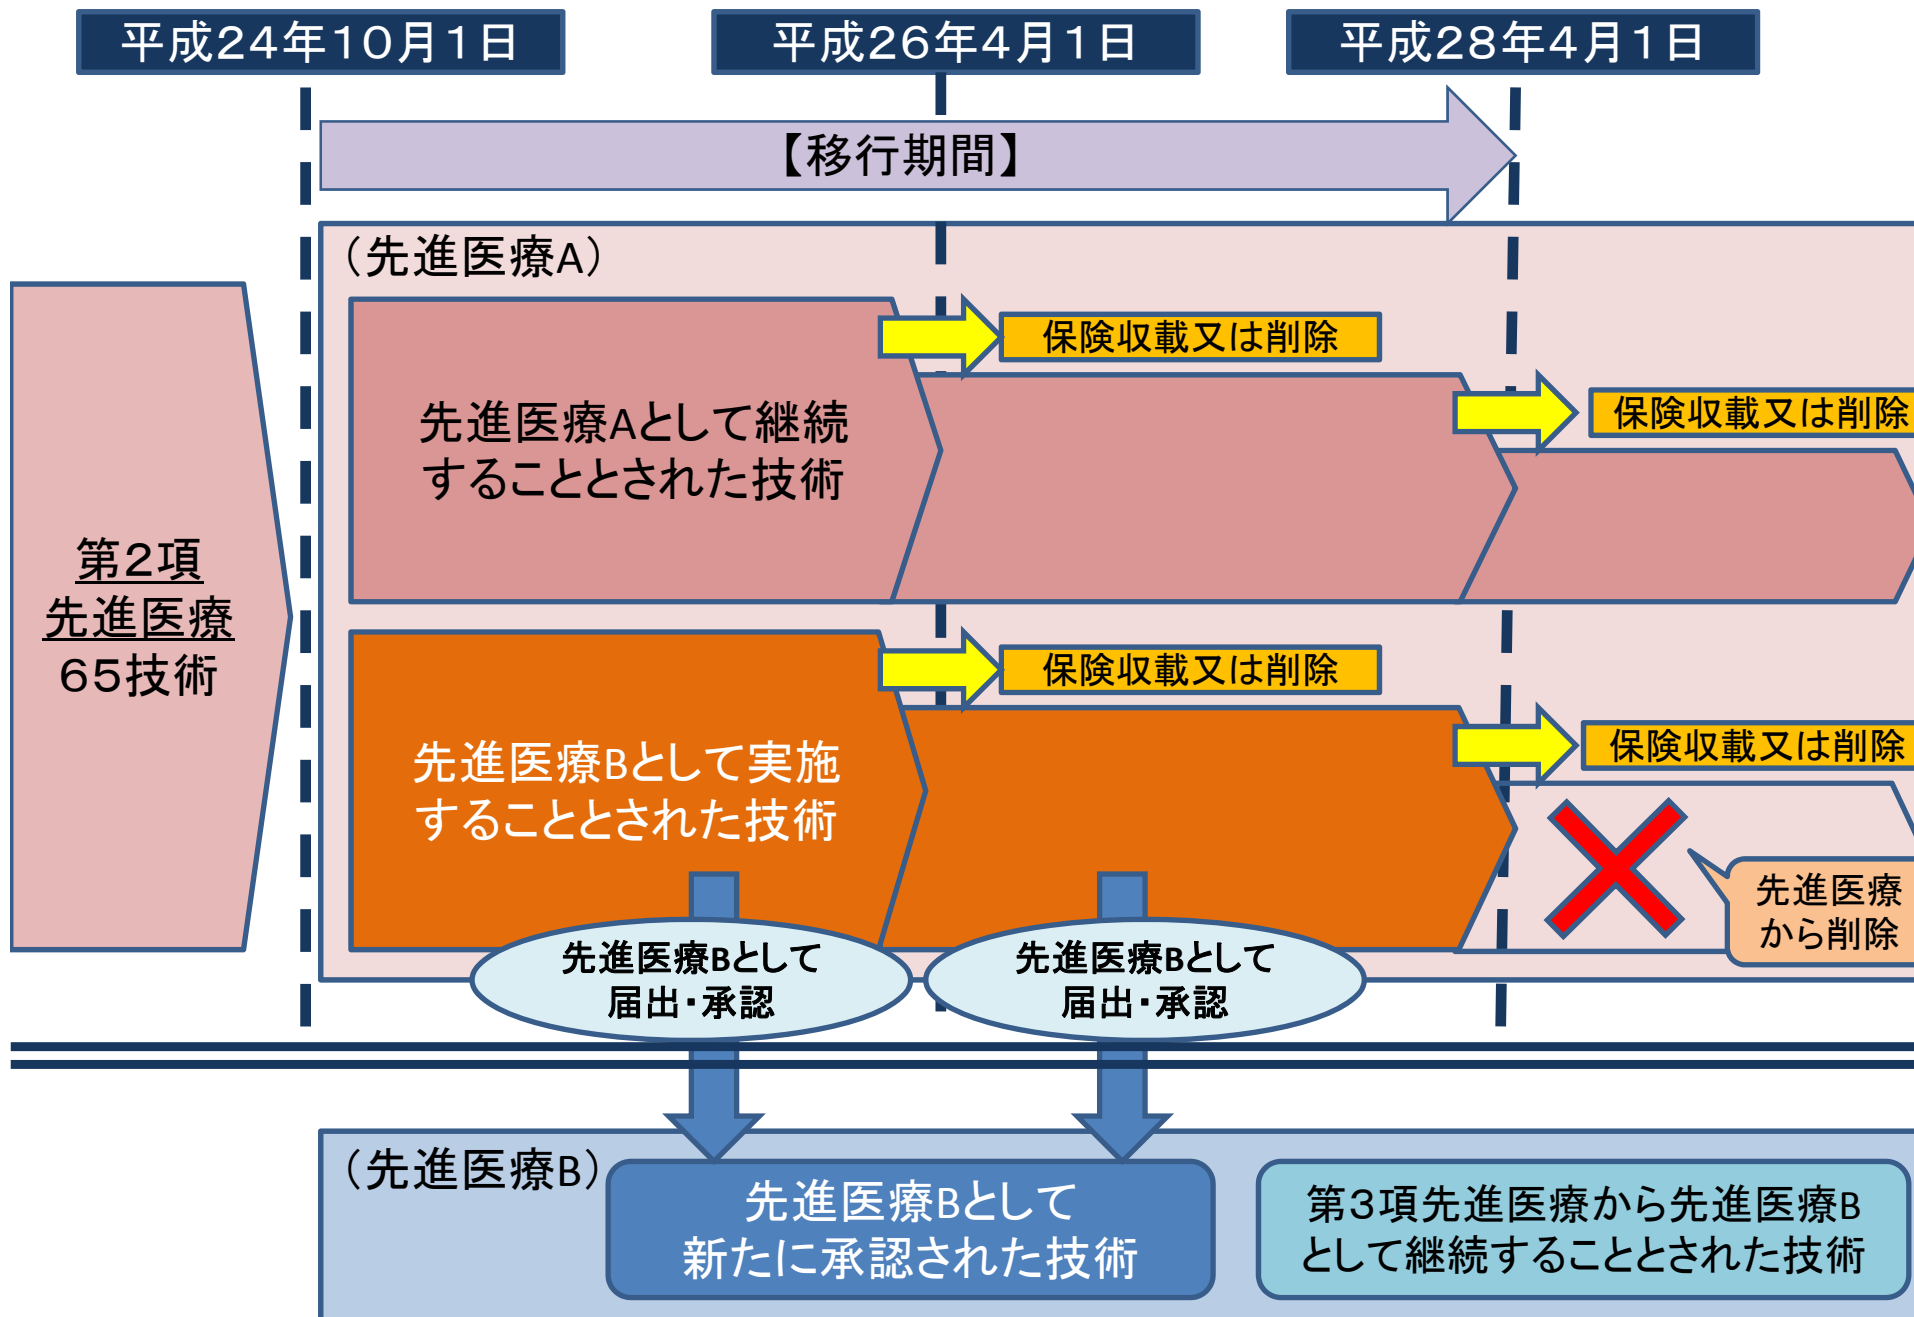 平成24年10月1日
平成26年4月1日
平成28年4月1日
【移行期間】
（先進医療A）
保険収載又は削除
保険収載又は削除
先進医療Aとして継続
することとされた技術
第2項
先進医療
65技術
保険収載又は削除
保険収載又は削除
先進医療Bとして実施
することとされた技術
先進医療
から削除
先進医療Bとして
届出・承認
先進医療Bとして
届出・承認
（先進医療B）
先進医療Bとして
新たに承認された技術
第3項先進医療から先進医療B
として継続することとされた技術